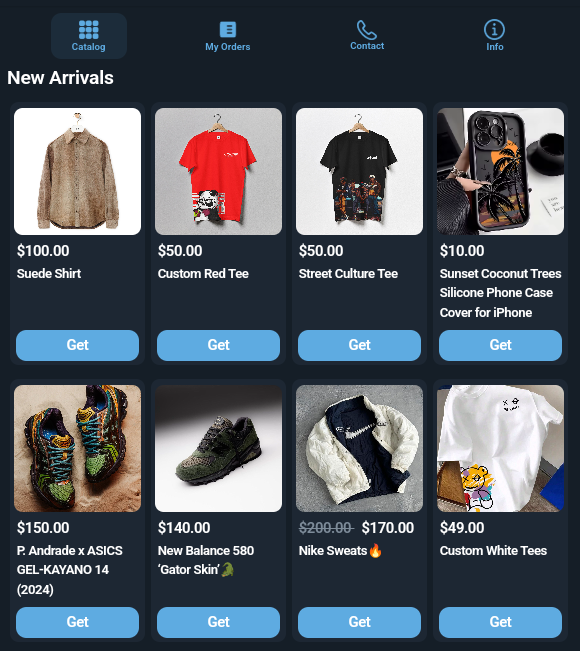 Catalog
My Orders
Contact
Info
New Arrivals
$100.00
Suede Shirt
Get
$50.00
Custom Red Tee
Get
$50.00
Street Culture Tee
Get
$10.00
Sunset Coconut Trees
Silicone Phone Case
Cover for iPhone
Get
$150.00
P. Andrade x ASICS
GEL-KAYANO 14
(2024)
Get
$140.00
New Balance 580
‘Gator Skin’🐊
Get
$200.00 $170.00
Nike Sweats🔥
Get
$49.00
Custom White Tees
Get